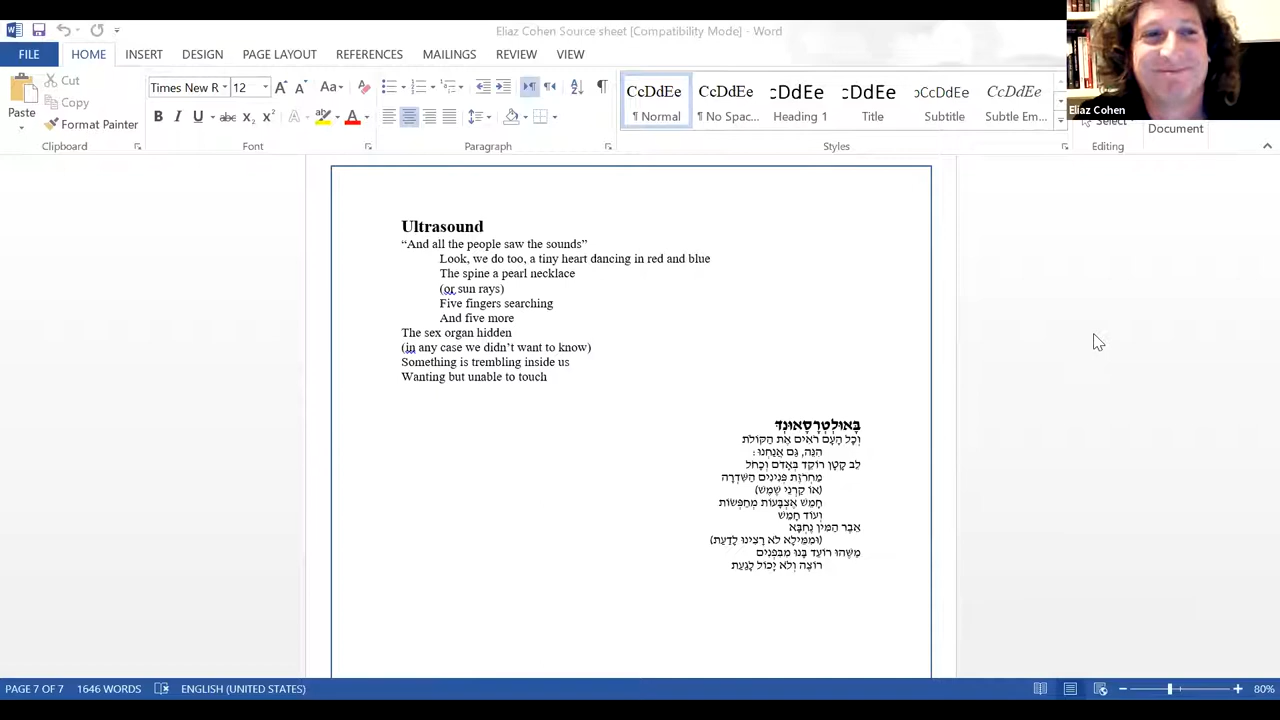 Eliaz Cohen Source sheet [Compatibility Mode] - Word
FILE HOME INSERT DESIGN PAGE LAYOUT REFERENCES MAILINGS REVIEW VIEW
Cut
Copy
Format Painter
Paste
Clipboard
Times New R 12
Font
Paragraph
CcDdEe ¶ Normal
CcDdEe ¶ No Spac...
CcDdEe Heading 1
CcDdEe Title
CcDdEe Subtitle
CcDdEe Subtle Em...
Styles
Select
Editing
Document
Eliaz Cohen
Ultrasound
“And all the people saw the sounds”
Look, we do too, a tiny heart dancing in red and blue
The spine a pearl necklace
(or sun rays)
Five fingers searching
And five more
The sex organ hidden
(in any case we didn’t want to know)
Something is trembling inside us
Wanting but unable to touch
בָּאוּלְטְרָסָאוּנְד
וְכָל הָעָם רֹאִים אֶת הַקּוֹלֹת
הִנֵּה, גַּם אֲנַחְנוּ:
לֵב קָטָן רוֹקֵד בְּאָדֹם וְכָחֹל
מַחְרֹזֶת פְּנִינִים הַשִּׁדְרָה
(אוֹ קַרְנֵי שֶׁמֶשׁ)
חָמֵשׁ אֶצְבָּעוֹת מְחַפְּשׂוֹת
וְעוֹד חָמֵשׁ
אֵבֶר הַמִּין נֶחְבָּא
(וּמִמֵּילָא לֹא רָצִינוּ לָדַעַת)
מַשֶּׁהוּ רוֹעֵד בָּנוּ מִבִּפְנִים
רוֹצֶה וְלֹא יָכוֹל לָגַעַת
PAGE 7 OF 7 1646 WORDS ENGLISH (UNITED STATES) 80%